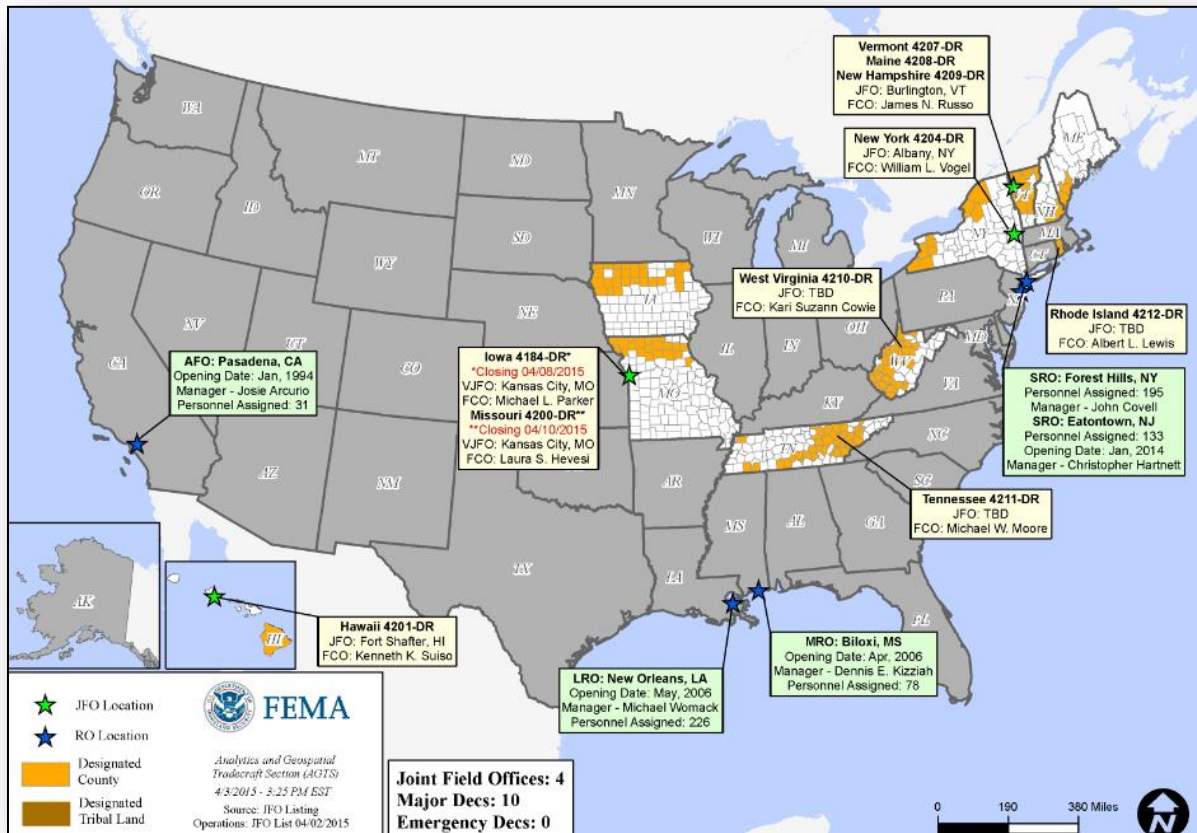 Vermont 4207-DR
Maine 4208-DR
New Hampshire 4209-DR
JFO: Burlington, VT
FCO: James N. Russo
New York 4204-DR
JFO: Albany, NY
FCO: William L. Vogel
West Virginia 4210-DR
JFO: TBD
FCO: Kari Suzann Cowie
Rhode Island 4212-DR
JFO: TBD
FCO: Albert L. Lewis
AFO: Pasadena, CA
Opening Date: Jan, 1994
Manager - Josie Arcurio
Personnel Assigned: 31
Iowa 4184-DR*
*Closing 04/08/2015
VJFO: Kansas City, MO
FCO: Michael L. Parker
Missouri 4200-DR**
**Closing 04/10/2015
VJFO: Kansas City, MO
FCO: Laura S. Hevesi
SRO: Forest Hills, NY
Personnel Assigned: 195
Manager - John Covell
SRO: Eatontown, NJ
Personnel Assigned: 133
Opening Date: Jan, 2014
Manager - Christopher Hartnett
Tennessee 4211-DR
JFO: TBD
FCO: Michael W. Moore
Hawaii 4201-DR
JFO: Fort Shafter, HI
FCO: Kenneth K. Suiso
LRO: New Orleans, LA
Opening Date: May, 2006
Manager - Michael Womack
Personnel Assigned: 226
MRO: Biloxi, MS
Opening Date: Apr, 2006
Manager - Dennis E. Kizziah
Personnel Assigned: 78
WA
MT
ND
MN
ME
OR
ID
SD
WI
MI
VT
NH
NY
MA
CT
WY
NE
IA
PA
NV
UT
CO
IL
IN
OH
MD
WV
VA
CA
MO
KY
AZ
NM
AR
TN
NC
SC
MS
AL
GA
TX
LA
FL
AK
HI
JFO Location
RO Location
Designated
County
Designated
Tribal Land
FEMA
Analytics and Geospatial
Tradecraft Section (AGTS)
4/3/2015 - 3:25 PM EST
Source: JFO Listing
Operations: JFO List 04/02/2015
Joint Field Offices: 4
Major Decs: 10
Emergency Decs: 0
0 190 380 Miles
N